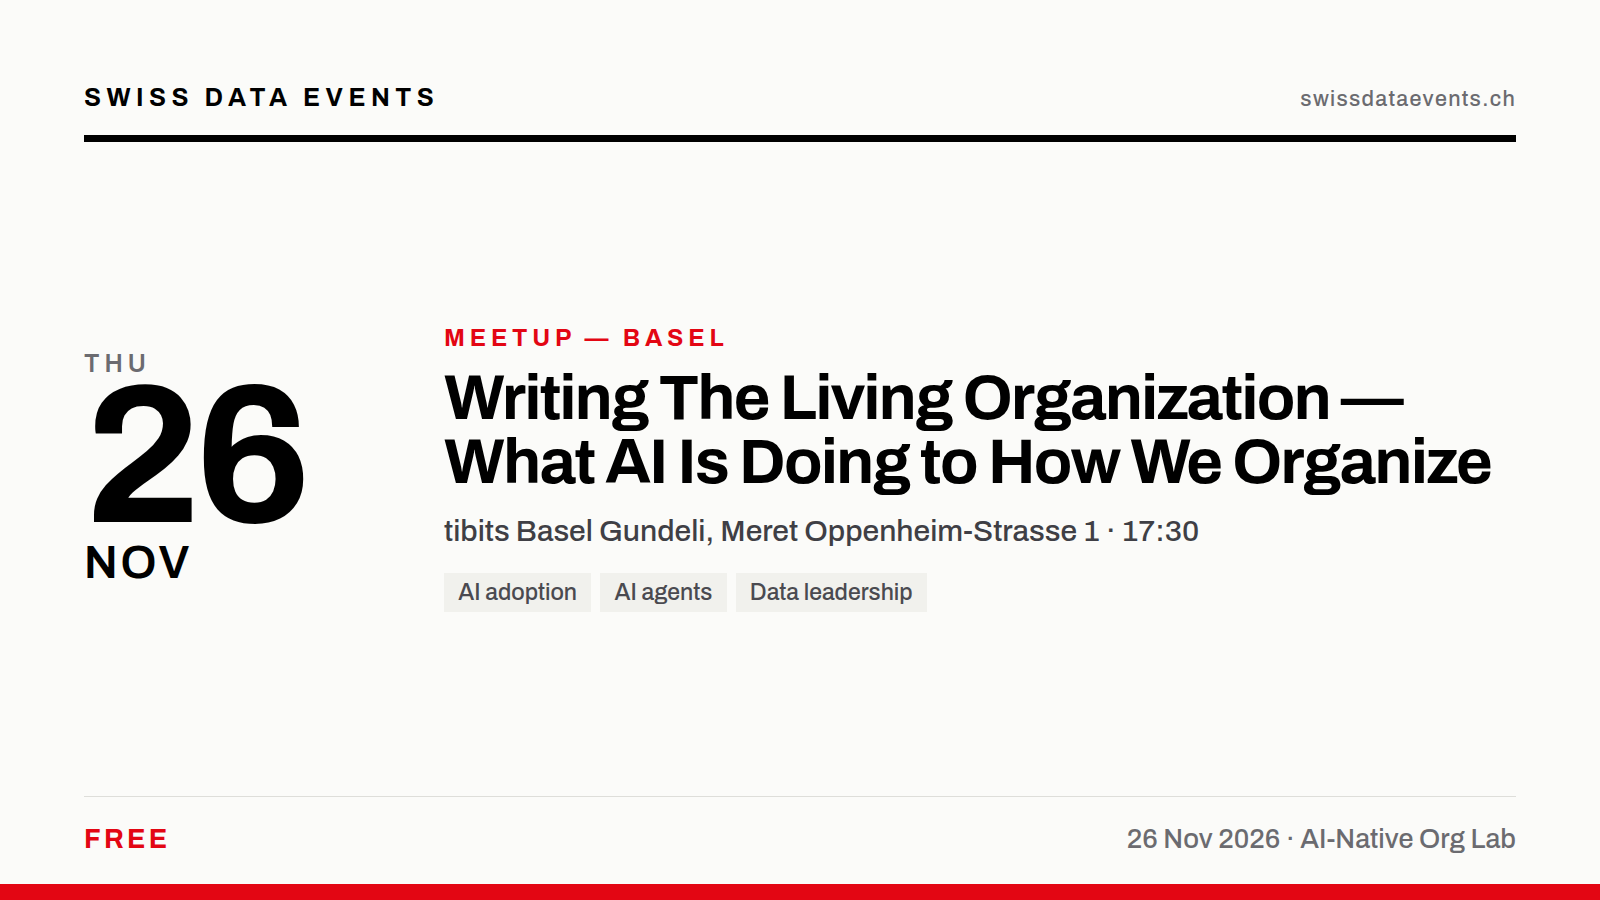 SWISS DATA EVENTS
swissdataevents.ch
THU
26
NOV
MEETUP — BASEL
Writing The Living Organization —
What AI Is Doing to How We Organize
tibits Basel Gundeli, Meret Oppenheim-Strasse 1 · 17:30
AI adoption
AI agents
Data leadership
FREE
26 Nov 2026 · AI-Native Org Lab